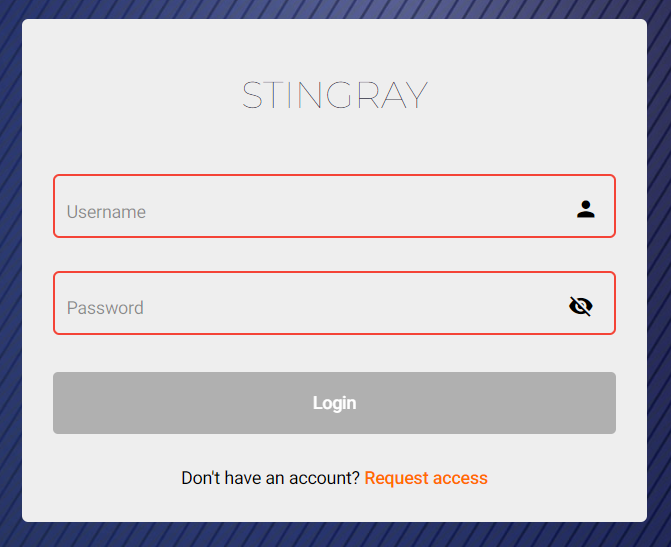 STINGRAY
Username
Password
Login
Don't have an account? Request access